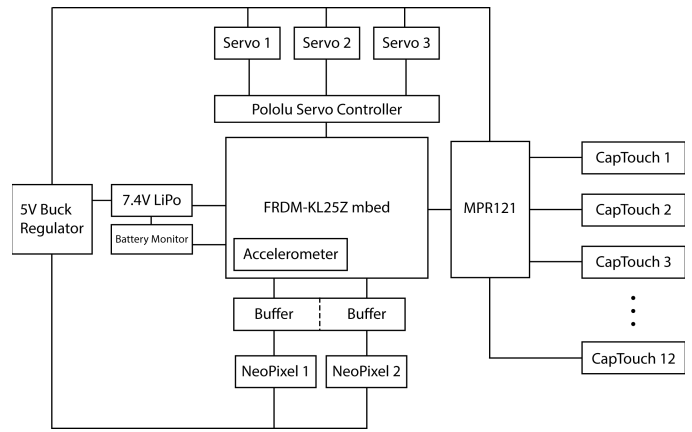 Servo 1
Servo 2
Servo 3
Pololu Servo Controller
5V Buck
Regulator
7.4V LiPo
Battery Monitor
FRDM-KL25Z mbed
Accelerometer
MPR121
CapTouch 1
CapTouch 2
CapTouch 3
CapTouch 12
Buffer
Buffer
NeoPixel 1
NeoPixel 2